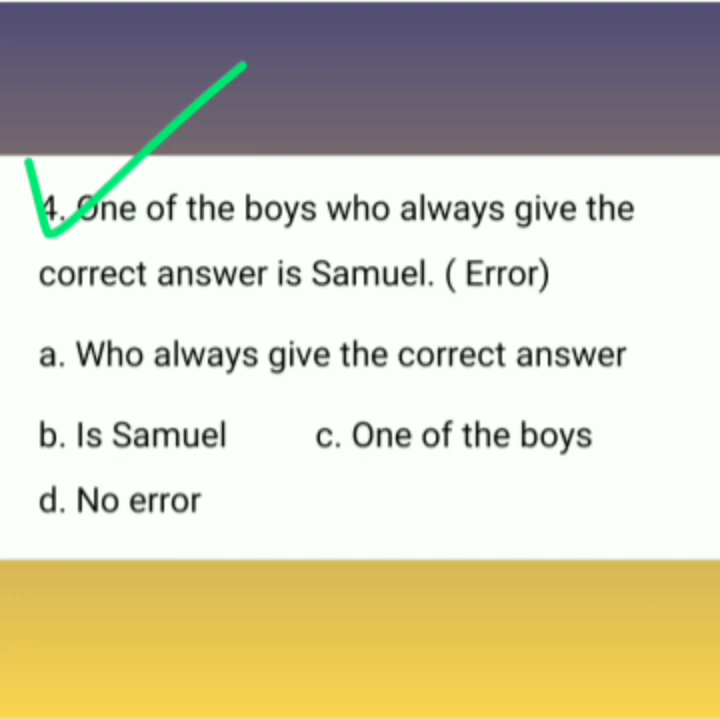 4. One of the boys who always give the
correct answer is Samuel. ( Error)
a. Who always give the correct answer
b. Is Samuel c. One of the boys
d. No error